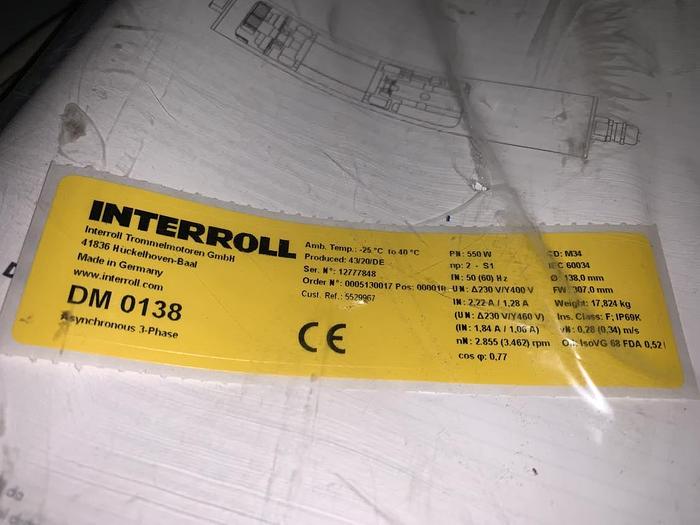 INTERROLL
Interroll Trommelmotoren GmbH
41836 Hückelhoven-Baal
Made in Germany
www.interroll.com
DM 0138
Asynchronous 3-Phase
Amb. Temp.: -25 °C to 40 °C
Produced: 43/20/DE
Ser. N°: 12777848
Order N°: 0005130017 Pos: 000010
Cust. Ref.: 5529967
CE
PN: 550 W
np: 2 - S1
fN: 50 (60) Hz
UN: Δ230 V/Y400 V
IN: 2,22 A / 1,28 A
(UN: Δ230 V/Y460 V)
(IN: 1,84 A / 1,06 A)
nN: 2.855 (3.462) rpm
cos φ: 0,77
CD: M34
IEC 60034
Ø: 138,0 mm
FW: 307,0 mm
Weight: 17,824 kg
Ins. Class: F; IP69K
vN: 0,28 (0,34) m/s
Oil: IsoVG 68 FDA 0,52 l